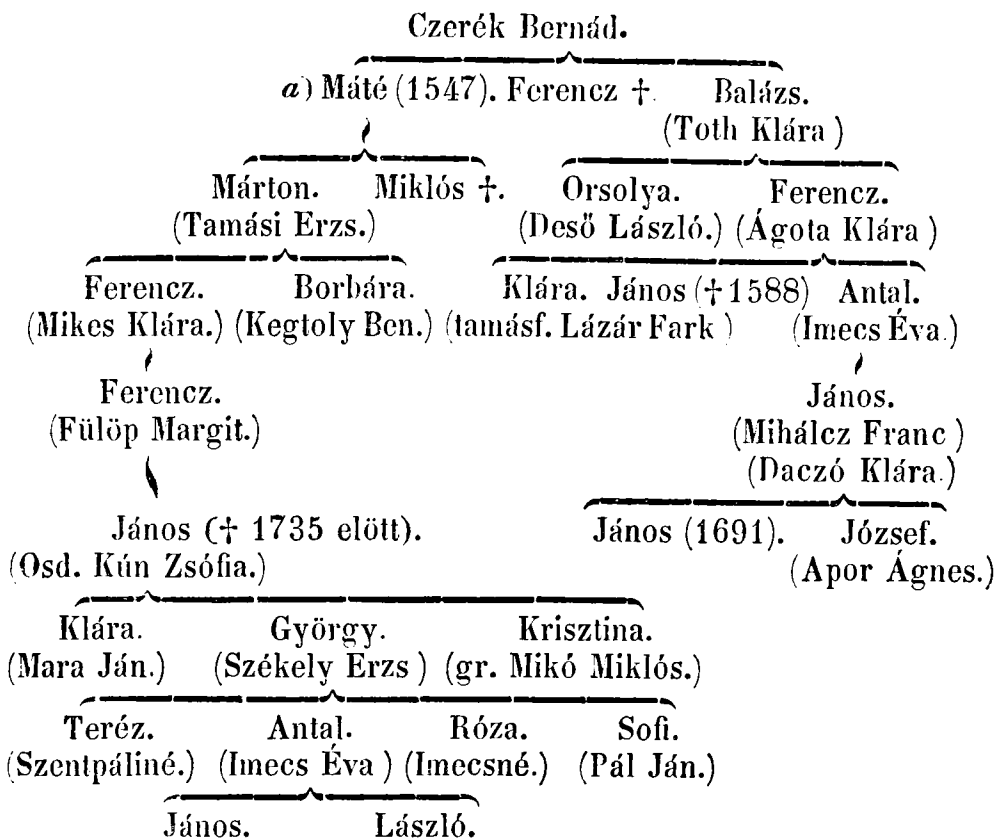 Czerék Bernád.
a) Máté (1547). Ferencz †. Balázs.
(Toth Klára )
Márton. Miklós †. Orsolya. Ferencz.
(Tamási Erzs.) (Deső László.) (Ágota Klára )
Ferencz. Borbára. Klára. János († 1588) Antal.
(Mikes Klára.) (Kegtoly Ben.) (tamásf. Lázár Fark ) (Imecs Éva.)
Ferencz. János.
(Fülöp Margit.) (Mihálcz Franc )
(Daczó Klára.)
János († 1735 elött). János (1691). József.
(Osd. Kún Zsófia.) (Apor Ágnes.)
Klára. György. Krisztina.
(Mara Ján.) (Székely Erzs ) (gr. Mikó Miklós.)
Teréz. Antal. Róza. Sofi.
(Szentpáliné.) (Imecs Éva ) (Imecsné.) (Pál Ján.)
János. László.